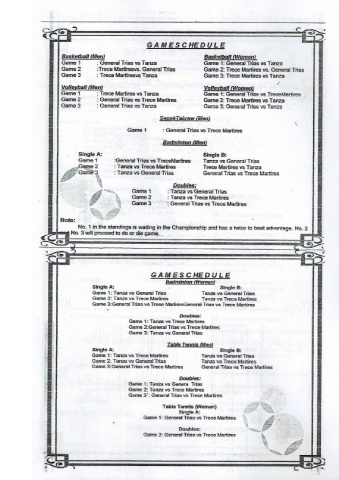 GAMESCHEDULE
Basketball (Men) Basketball (Women)
Game 1 : General Trias vs Tanza Game 1: General Trias vs Tanza
Game 2 :Trece Martiresvs. General Trias Game 2: Trece Martires vs. General Trias
Game 3 : Trece Martiresvs Tanza Game 3: Trece Martires vs Tanza
Volleyball (Men) Volleyball (Women)
Game 1 : Trece Martires vs Tanza Game 1: General Trias vs TreceMartires
Game 2 : General Trias vs Trece Martires Game 2: Trece Martires vs Tanza
Game 3 : General Trias vs Tanza Game 3: General Trias vs Tanza
SepakTakraw (Men)
Game 1 : General Trias vs Trece Martires
Badminton (Men)
Single A: Single B:
Game 1 :General Trias vs TreceMartires Tanza vs General Trias
Game 2 : Tanza vs Trece Martires Trece Martires vs Tanza
Game 3 : Tanza vs General Trias General Trias vs Trece Martires
Doubles:
Game 1 : Tanza vs General Trias
Game 2 : Tanza vs Trece Martires
Game 3 : General Trias vs Trece Martires
Note:
No. 1 in the standings is waiting in the Championship and has a twice to beat advantage. No. 2
No. 3 will proceed to do or die game.
GAMESCHEDULE
Badminton (Women)
Single A: Single B:
Game 1: Tanza vs General Trias Tanza vs General Trias
Game 2: Tanza vs Trece Martires Tanza vs Trece Martires
Game 3:General Trias vs Trece MartiresGeneral Trias vs Trece Martires
Doubles:
Game 1: Tanza vs Trece Martires
Game 2:General Trias vs Trece Martires
Game 3: Tanza vs General Trias
Table Tennis (Men)
Single A: Single B:
Game 1: Tanza vs Trece Martires Tanza vs General Trias
Game 2. Tanza vs General Trias Tanza vs Trece Martires
Game 3:General Trias vs Trece Martires General Trias vs Trece Martires
Doubles:
Game 1: Tanza vs General Trias
Game 2: Tanza vs Trece Martires
Game 3": General Trias vs Trece Martires
Table Tennis (Woman)
Single A:
Game 1: General Trias vs Trece Martires
Doubles:
Game 2: General Trias vs Trece Martires